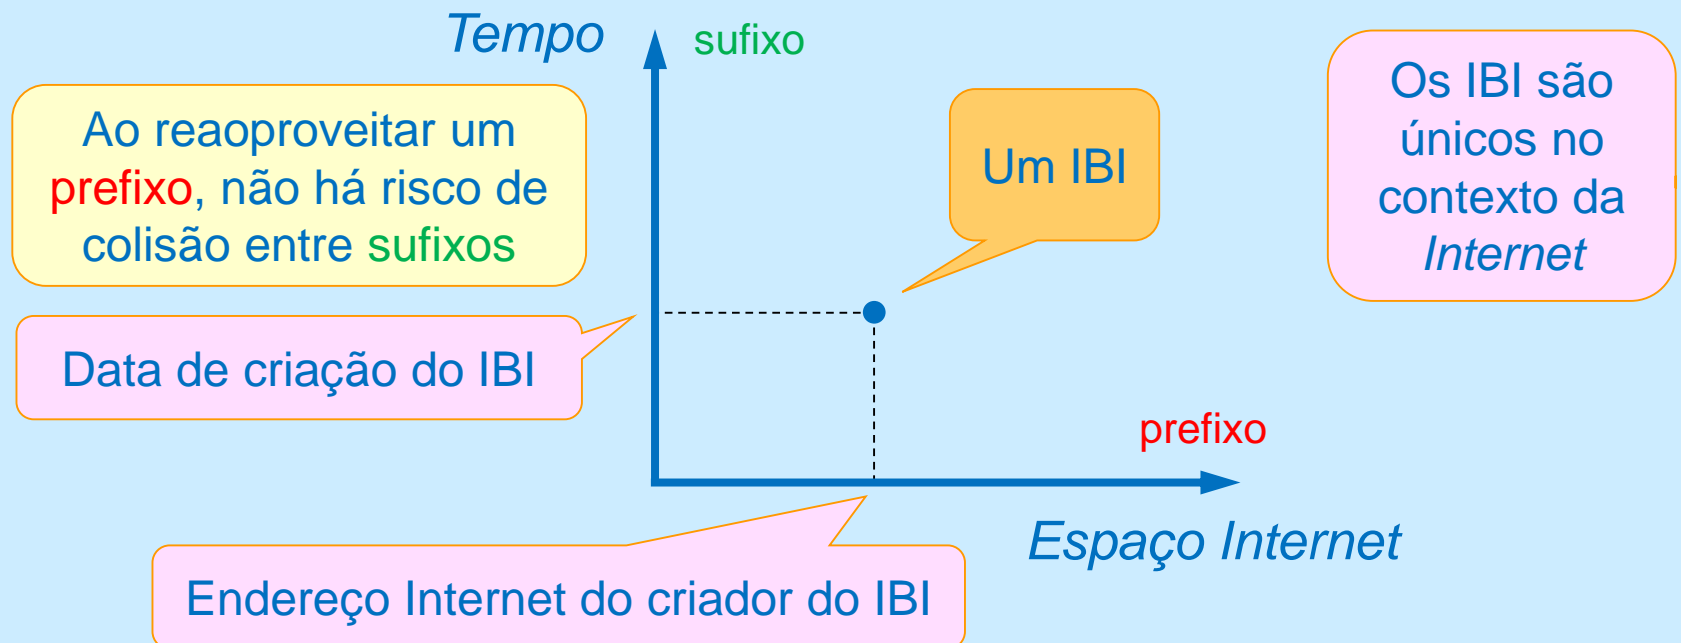 Tempo
sufixo
Ao reaoproveitar um
prefixo, não há risco de
colisão entre sufixos
Um IBI
Os IBI são
únicos no
contexto da
Internet
Data de criação do IBI
prefixo
Espaço Internet
Endereço Internet do criador do IBI